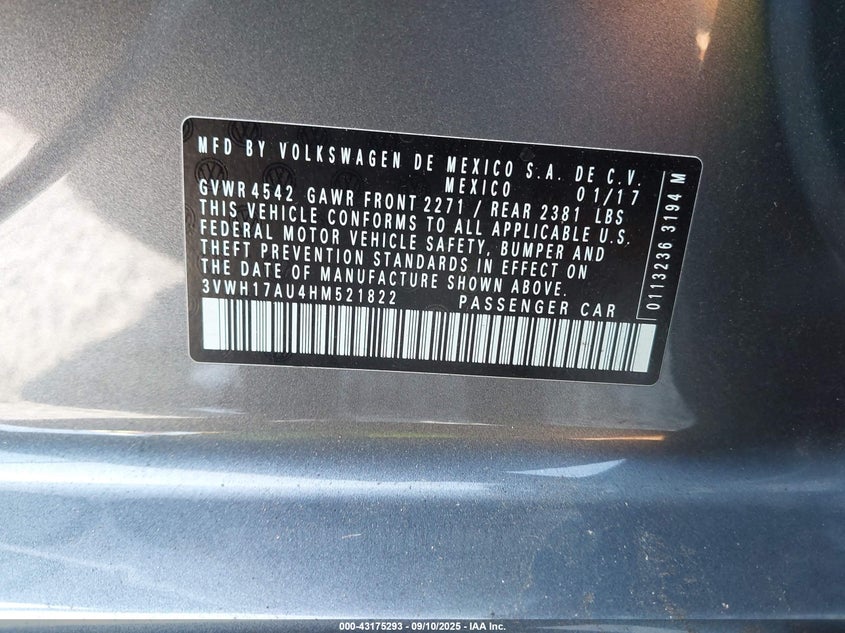 MFD BY VOLKSWAGEN DE MEXICO S.A. DE C.V.
MEXICO 01/17
GVWR 4542 GAWR FRONT 2271 / REAR 2381 LBS
THIS VEHICLE CONFORMS TO ALL APPLICABLE U.S.
FEDERAL MOTOR VEHICLE SAFETY, BUMPER AND
THEFT PREVENTION STANDARDS IN EFFECT ON
THE DATE OF MANUFACTURE SHOWN ABOVE.
3VWH17AU4HM521822 PASSENGER CAR
0113236 3194 M
000-43175293 - 09/10/2025 - IAA Inc.